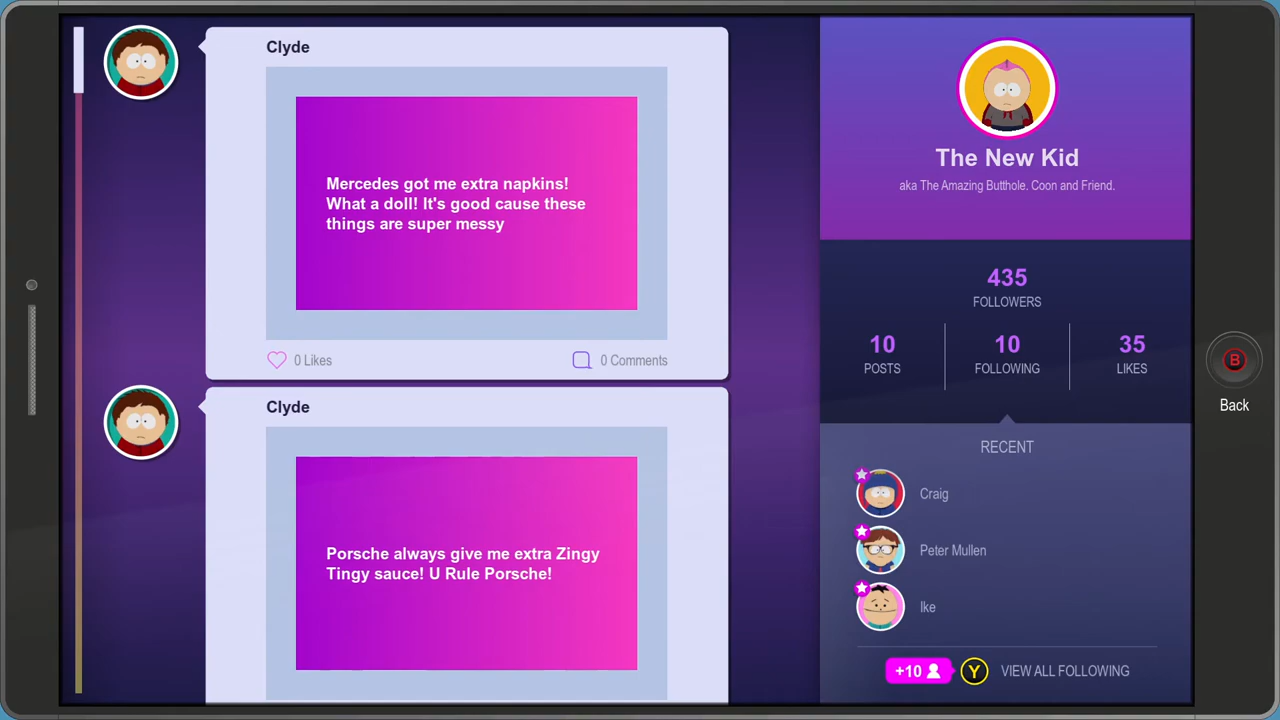 Clyde
Mercedes got me extra napkins!
What a doll! It's good cause these
things are super messy
0 Likes
0 Comments
Clyde
Porsche always give me extra Zingy
Tingy sauce! U Rule Porsche!
The New Kid
aka The Amazing Butthole. Coon and Friend.
435
FOLLOWERS
10
POSTS
10
FOLLOWING
35
LIKES
RECENT
Craig
Peter Mullen
Ike
+10
Y
VIEW ALL FOLLOWING
B
Back